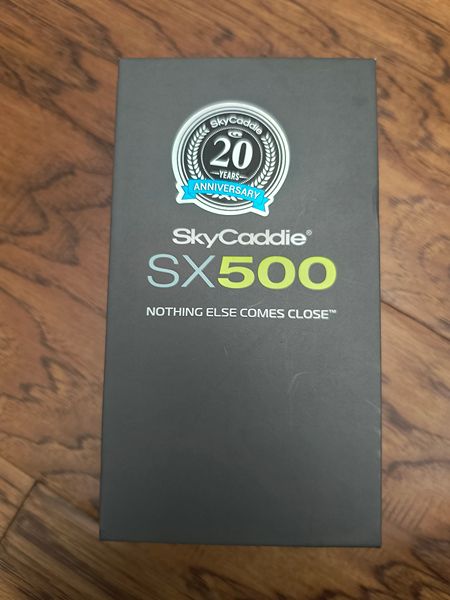 SkyCaddie
20
YEARS
ANNIVERSARY
SkyCaddie®
SX500
NOTHING ELSE COMES CLOSE™